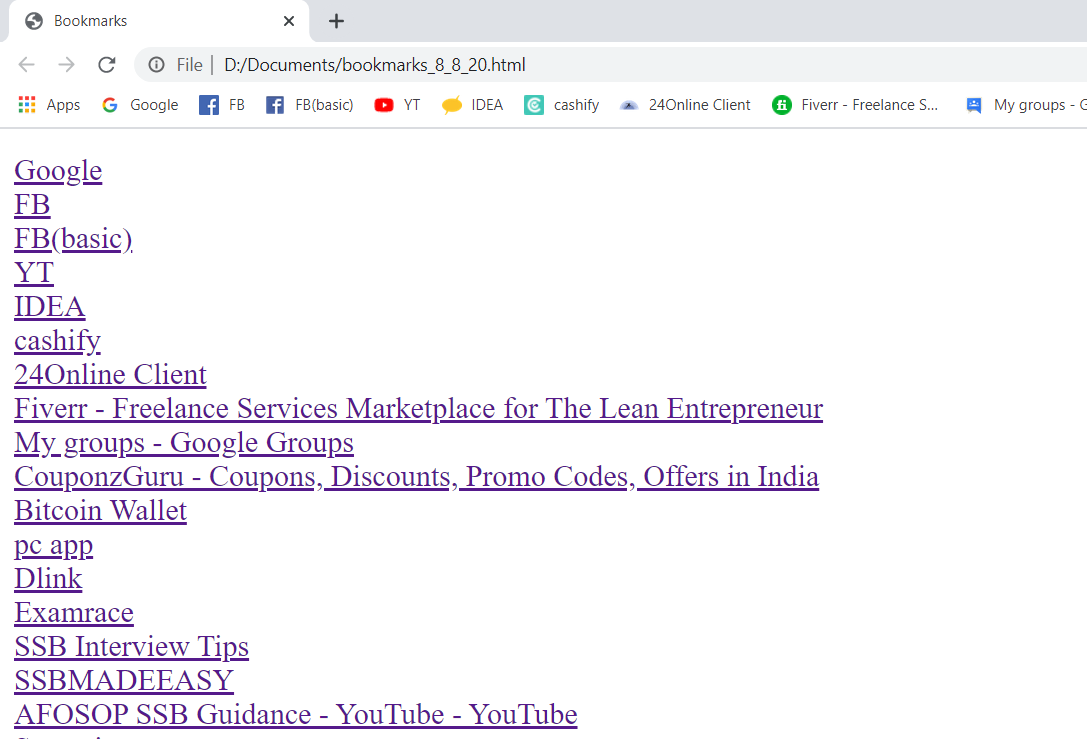 Bookmarks
File | D:/Documents/bookmarks_8_8_20.html
Apps Google FB FB(basic) YT IDEA cashify 24Online Client Fiverr - Freelance S... My groups - G
Google
FB
FB(basic)
YT
IDEA
cashify
24Online Client
Fiverr - Freelance Services Marketplace for The Lean Entrepreneur
My groups - Google Groups
CouponzGuru - Coupons, Discounts, Promo Codes, Offers in India
Bitcoin Wallet
pc app
Dlink
Examrace
SSB Interview Tips
SSBMADEEASY
AFOSOP SSB Guidance - YouTube - YouTube